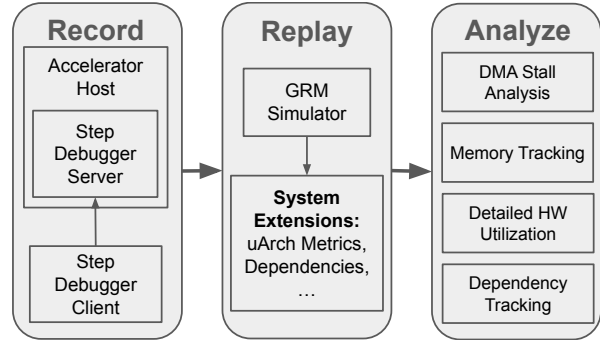 Record
Accelerator
Host
Step
Debugger
Server
Step
Debugger
Client
Replay
GRM
Simulator
System
Extensions:
uArch Metrics,
Dependencies,
…
Analyze
DMA Stall
Analysis
Memory Tracking
Detailed HW
Utilization
Dependency
Tracking